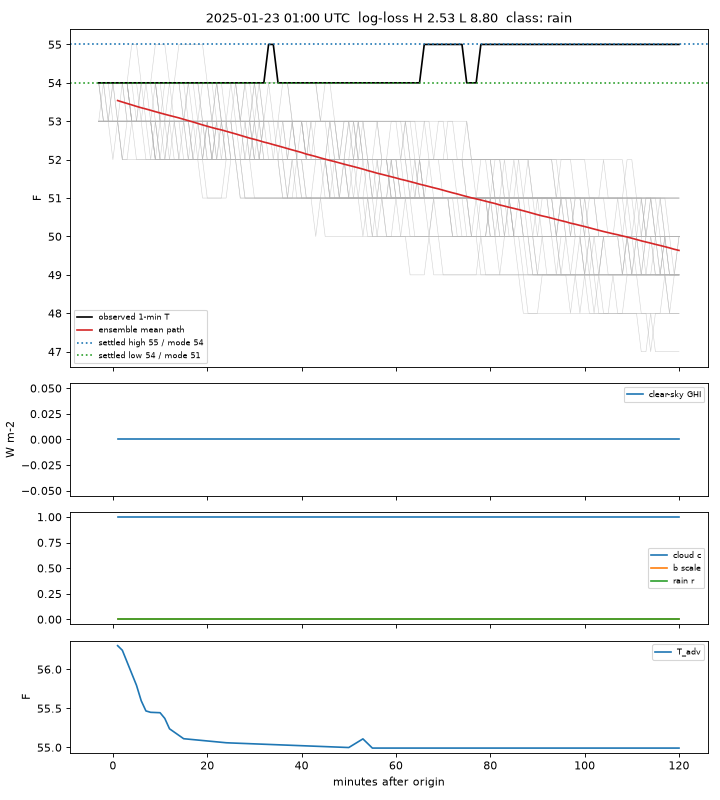 2025-01-23 01:00 UTC  log-loss H 2.53 L 8.80  class: rain
55
54
53
52
51
50
49
48
47
F
observed 1-min T
ensemble mean path
settled high 55 / mode 54
settled low 54 / mode 51
0.050
0.025
0.000
−0.025
−0.050
W m-2
clear-sky GHI
1.00
0.75
0.50
0.25
0.00
cloud c
b scale
rain r
56.0
55.5
55.0
F
T_adv
0 20 40 60 80 100 120
minutes after origin